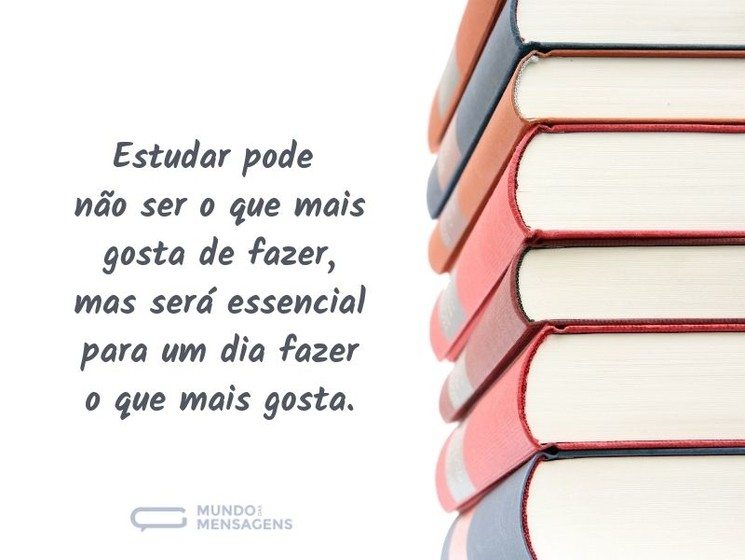 Estudar pode
não ser o que mais
gosta de fazer,
mas será essencial
para um dia fazer
o que mais gosta.
MUNDO DAS
MENSAGENS